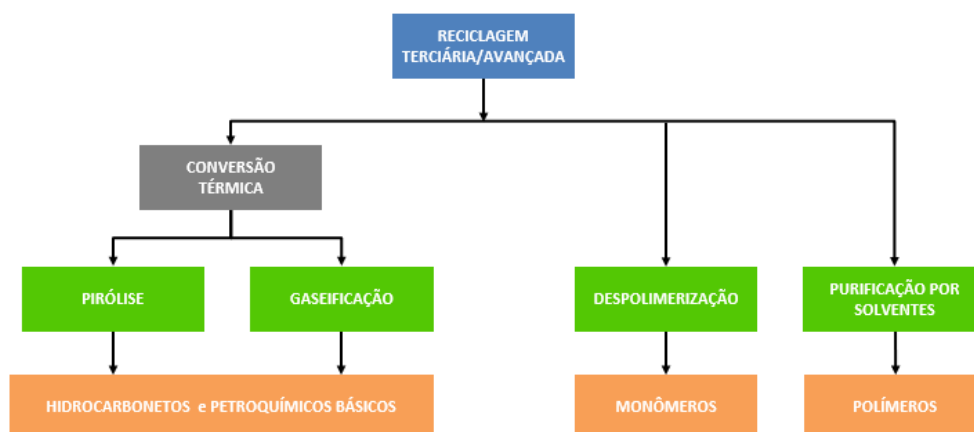 RECICLAGEM
TERCIÁRIA/AVANÇADA
CONVERSÃO
TÉRMICA
PIRÓLISE
GASEIFICAÇÃO
DESPOLIMERIZAÇÃO
PURIFICAÇÃO POR
SOLVENTES
HIDROCARBONETOS e PETROQUÍMICOS BÁSICOS
MONÔMEROS
POLÍMEROS